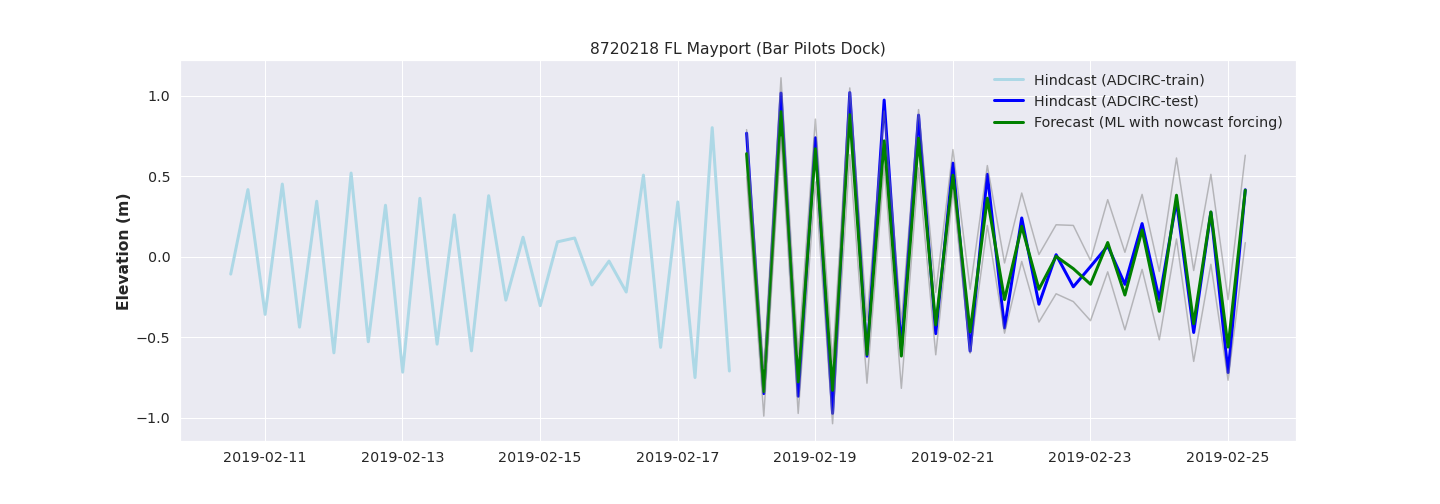 8720218 FL Mayport (Bar Pilots Dock)
Hindcast (ADCIRC-train)
Hindcast (ADCIRC-test)
Forecast (ML with nowcast forcing)
Elevation (m)
1.0
0.5
0.0
−0.5
−1.0
2019-02-11 2019-02-13 2019-02-15 2019-02-17 2019-02-19 2019-02-21 2019-02-23 2019-02-25